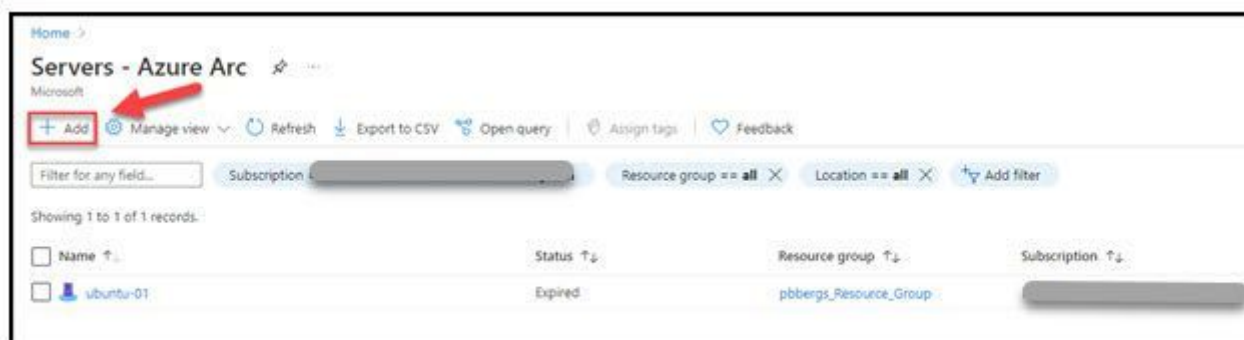 Home >
Servers - Azure Arc
Microsoft
+ Add Manage view Refresh Export to CSV Open query Assign tags Feedback
Filter for any field... Subscription Resource group == all Location == all Add filter
Showing 1 to 1 of 1 records.
Name Status Resource group Subscription
ubuntu-01 Expired pbbergs_Resource_Group